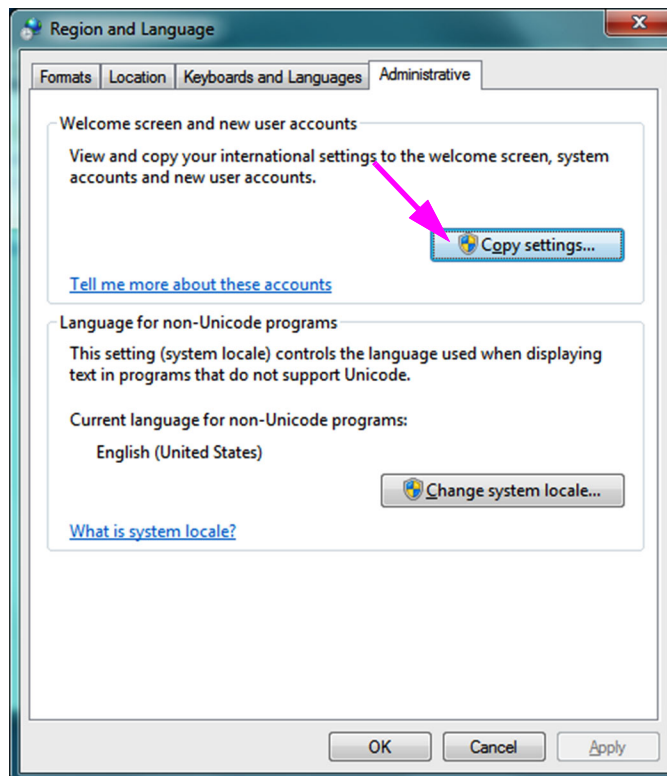 Region and Language
Formats Location Keyboards and Languages Administrative
Welcome screen and new user accounts
View and copy your international settings to the welcome screen, system
accounts and new user accounts.
Copy settings...
Tell me more about these accounts
Language for non-Unicode programs
This setting (system locale) controls the language used when displaying
text in programs that do not support Unicode.
Current language for non-Unicode programs:
English (United States)
Change system locale...
What is system locale?
OK Cancel Apply